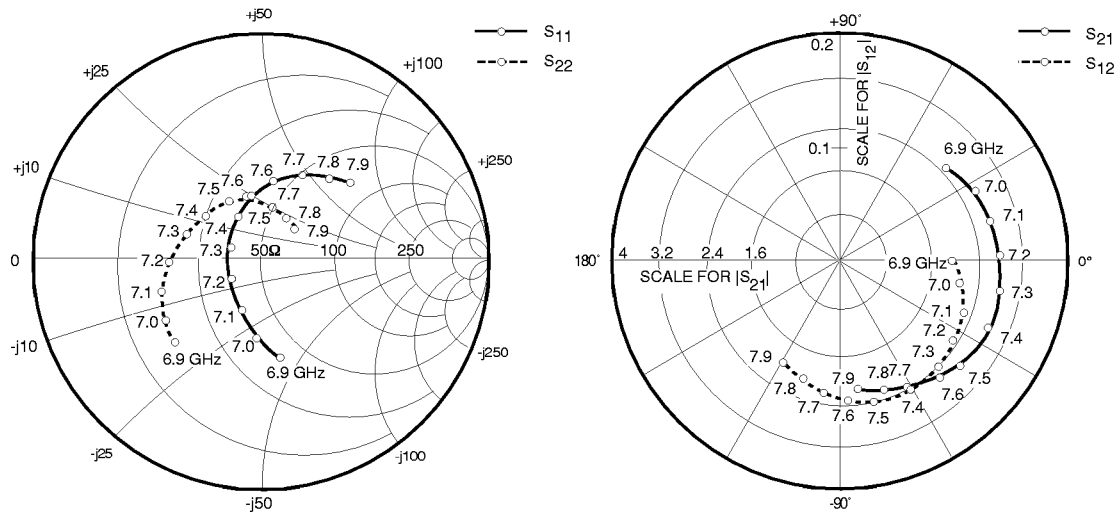 +j50
S11
S22
+j25
+j100
+j10
+j250
7.6
7.7
7.8
7.9
7.5
7.6
7.7
7.4
7.8
7.5
7.4
7.9
7.3
7.3
50Ω
100
250
0
7.2
7.2
7.1
7.1
7.0
7.0
6.9 GHz
6.9 GHz
-j10
-j250
-j25
-j100
-j50
+90°
S21
S12
0.2
SCALE FOR |S12|
0.1
6.9 GHz
7.0
7.1
7.2
180°
4
3.2
2.4
1.6
SCALE FOR |S21|
6.9 GHz
0°
7.0
7.3
7.1
7.2
7.4
7.3
7.9
7.9
7.8
7.7
7.5
7.8
7.6
7.7
7.6
7.5
7.4
-90°